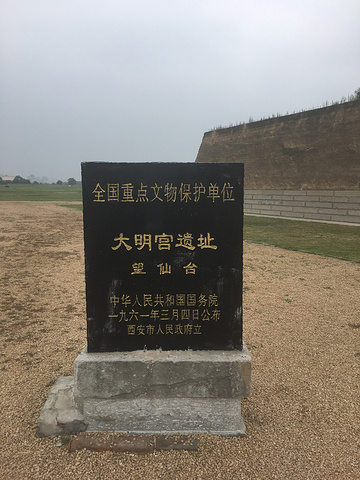 全国重点文物保护单位
大明宫遗址
望仙台
中华人民共和国国务院
一九六一年三月四日公布
西安市人民政府立